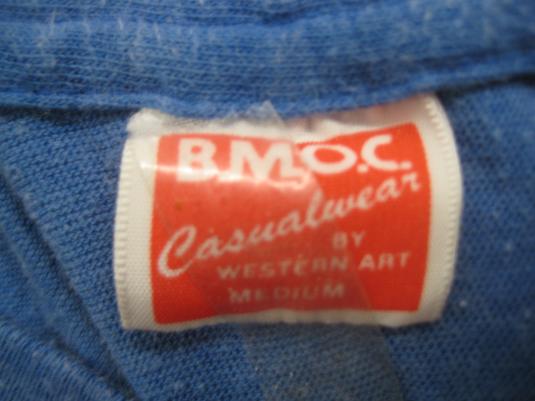 B.M.O.C.
Casualwear
BY
WESTERN ART
MEDIUM